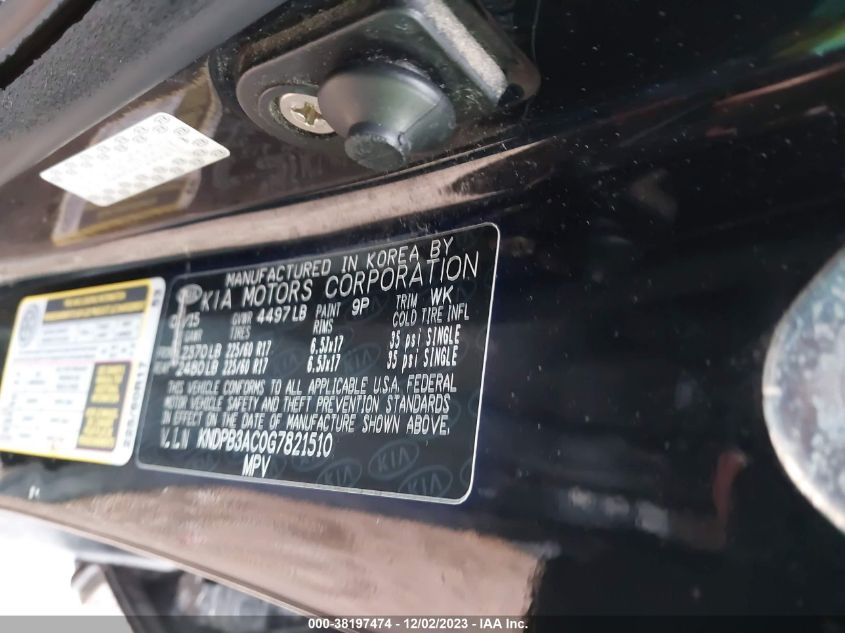 MANUFACTURED IN KOREA BY
KIA MOTORS CORPORATION
GVWR 4497LB PAINT 9P TRIM WK
GAWR TIRES RIMS COLD TIRE INFL
2370LB 225/60 R17 6.5Jx17 35 psi SINGLE
2480LB 225/60 R17 6.5Jx17 35 psi SINGLE
THIS VEHICLE CONFORMS TO ALL APPLICABLE U.S.A. FEDERAL
MOTOR VEHICLE SAFETY AND THEFT PREVENTION STANDARDS
IN EFFECT ON THE DATE OF MANUFACTURE SHOWN ABOVE.
V.I.N KNDPB3AC0G7821510
MPV
KIA
000-38197474 — 12/02/2023 — IAA Inc.